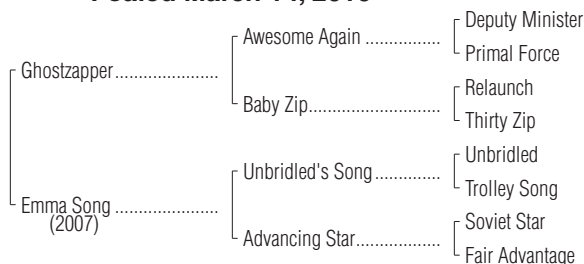 Deputy Minister
Awesome Again ..................
Primal Force
Ghostzapper.........................
Relaunch
Baby Zip................................
Thirty Zip
Unbridled
Unbridled's Song...............
Trolley Song
Emma Song .........................
(2007)
Soviet Star
Advancing Star....................
Fair Advantage